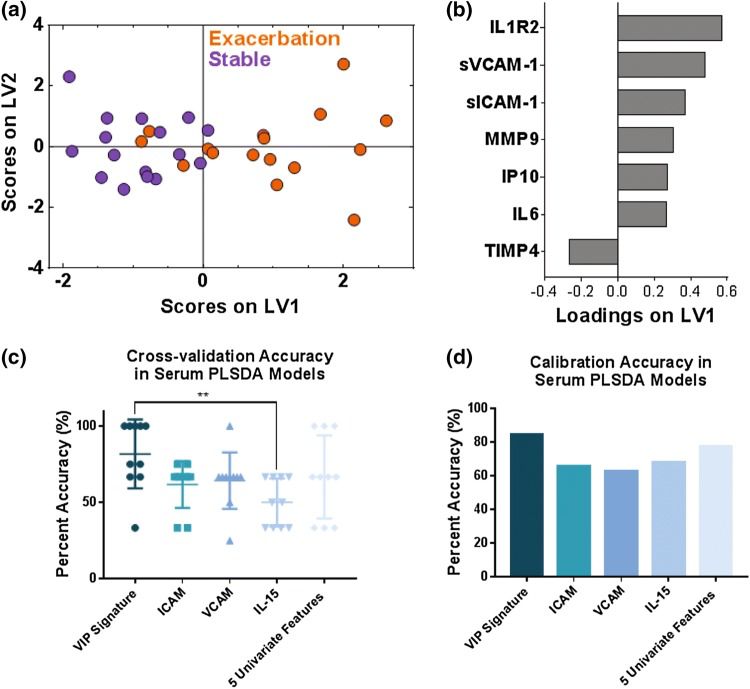 (a)
Exacerbation
Stable
Scores on LV2
4
2
0
-2
-4
-2
0
2
Scores on LV1
(b)
IL1R2
sVCAM-1
sICAM-1
MMP9
IP10
IL6
TIMP4
-0.4 -0.2 0.0 0.2 0.4 0.6
Loadings on LV1
(c)
Cross-validation Accuracy
in Serum PLSDA Models
**
Percent Accuracy (%)
100
50
0
VIP Signature
ICAM
VCAM
IL-15
5 Univariate Features
(d)
Calibration Accuracy in
Serum PLSDA Models
Percent Accuracy (%)
100
80
60
40
20
0
VIP Signature
ICAM
VCAM
IL-15
5 Univariate Features